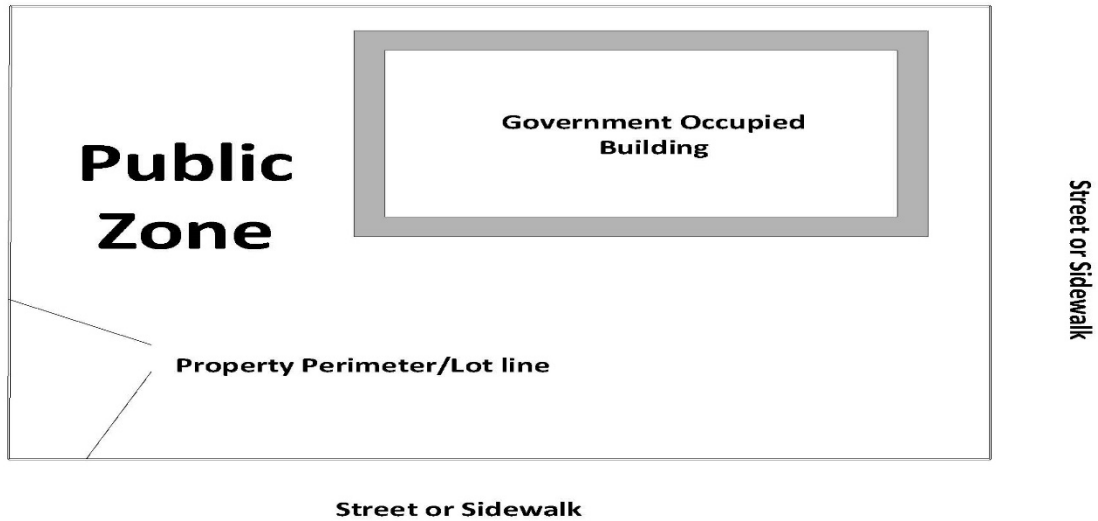 Government Occupied
Building
Public
Zone
Street or Sidewalk
Property Perimeter/Lot line
Street or Sidewalk